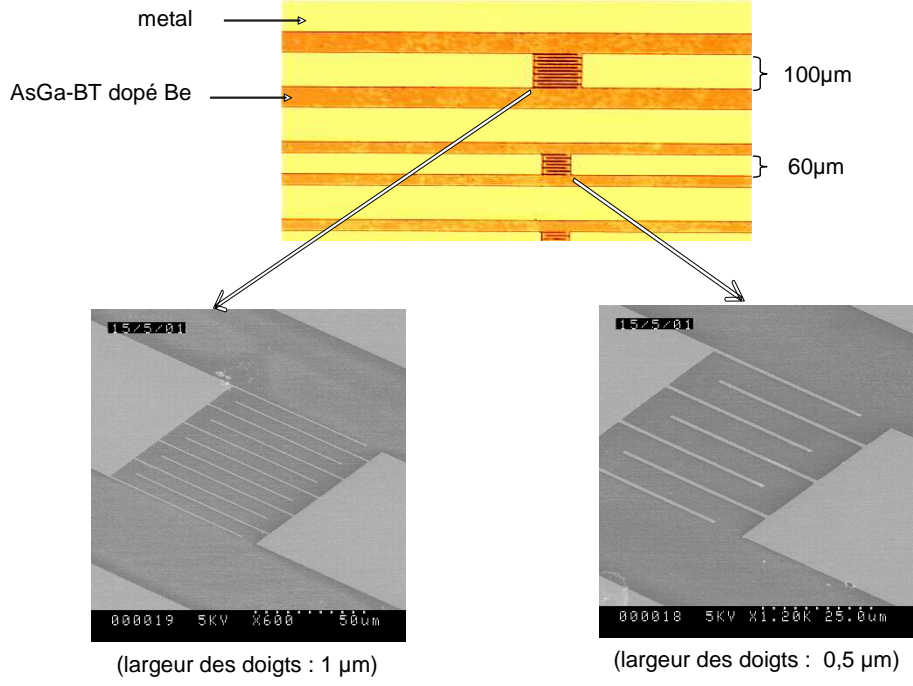 metal
100µm
AsGa-BT dopé Be
60µm
15/5/01
15/5/01
000019 5KV X600 50um
000018 5KV X1.20K 25.0um
(largeur des doigts : 1 µm)
(largeur des doigts : 0,5 µm)